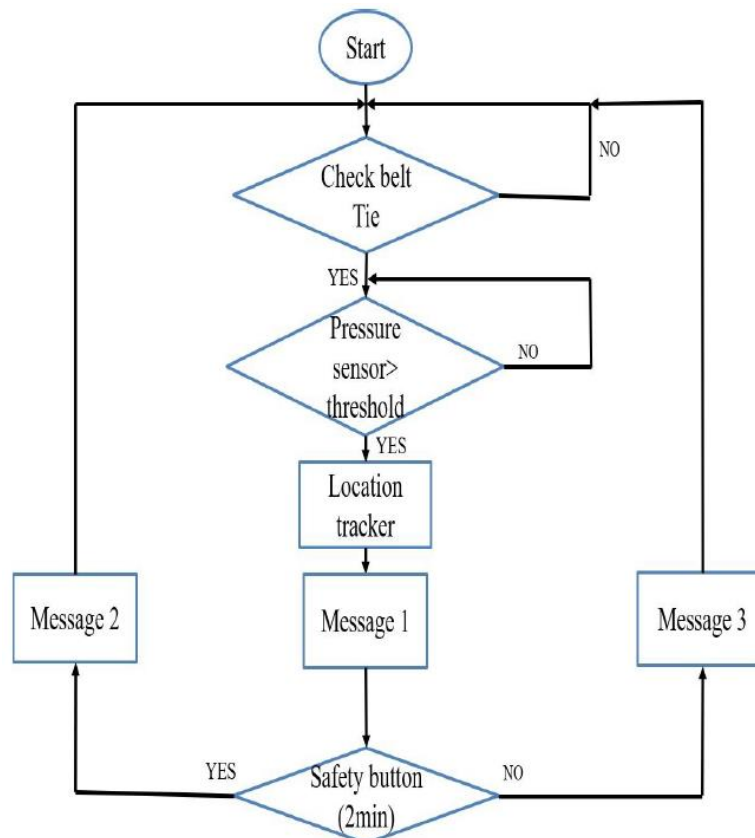 Start
NO
Check belt
Tie
YES
Pressure
sensor>
threshold
NO
YES
Location
tracker
Message 2
Message 1
Message 3
YES
Safety button
(2min)
NO